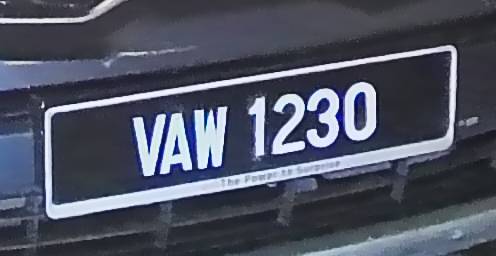 VAW 1230
The Power to Surprise